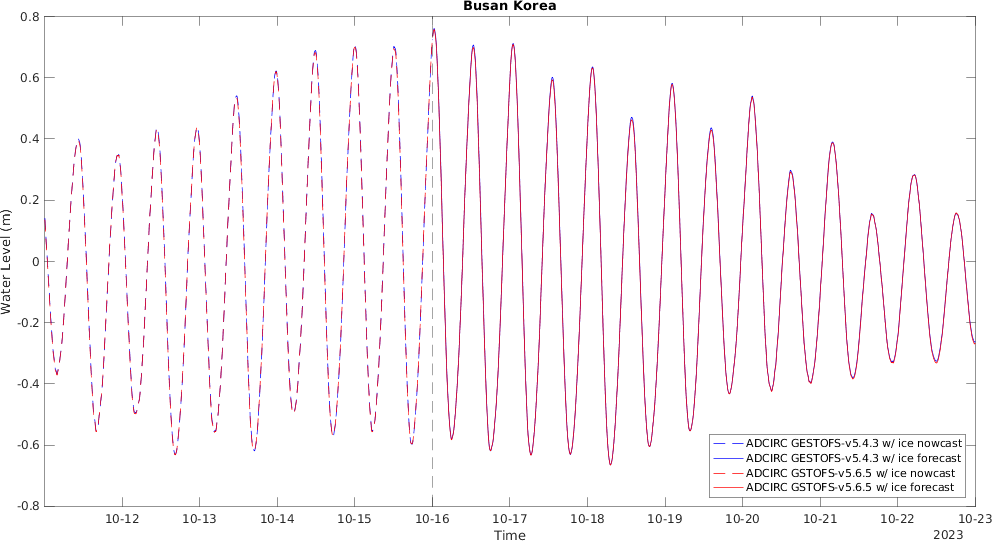 Busan Korea
0.8
0.6
0.4
0.2
0
-0.2
-0.4
-0.6
-0.8
Water Level (m)
ADCIRC GESTOFS-v5.4.3 w/ ice nowcast
ADCIRC GESTOFS-v5.4.3 w/ ice forecast
ADCIRC GSTOFS-v5.6.5 w/ ice nowcast
ADCIRC GSTOFS-v5.6.5 w/ ice forecast
10-12 10-13 10-14 10-15 10-16 10-17 10-18 10-19 10-20 10-21 10-22 10-23
Time
2023